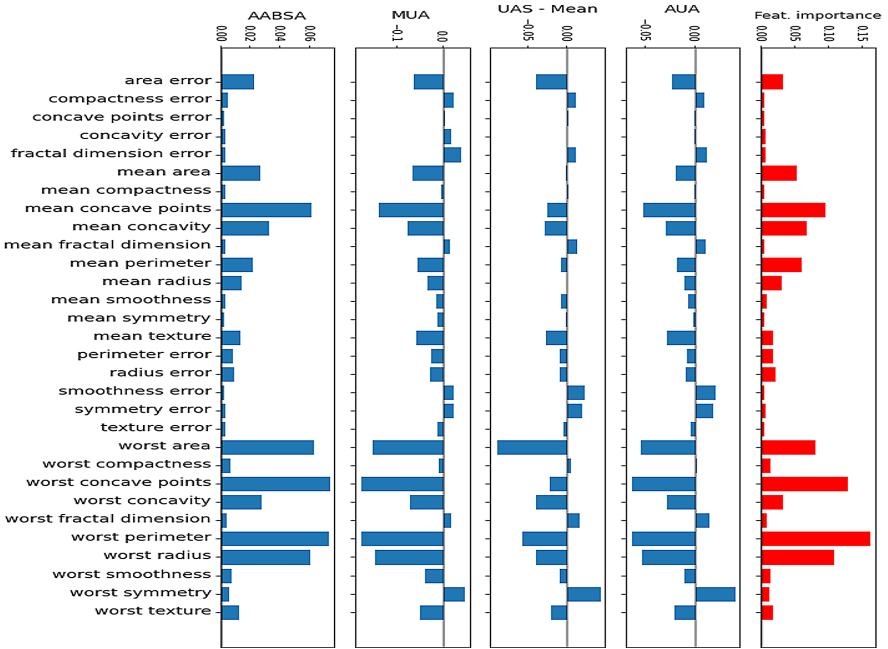 AABSA MUA UAS - Mean AUA Feat. importance
0.00 0.02 0.04 0.06 −0.1 0.0 −0.05 0.00 −0.05 0.00 0.00 0.05 0.10 0.15
area error
compactness error
concave points error
concavity error
fractal dimension error
mean area
mean compactness
mean concave points
mean concavity
mean fractal dimension
mean perimeter
mean radius
mean smoothness
mean symmetry
mean texture
perimeter error
radius error
smoothness error
symmetry error
texture error
worst area
worst compactness
worst concave points
worst concavity
worst fractal dimension
worst perimeter
worst radius
worst smoothness
worst symmetry
worst texture